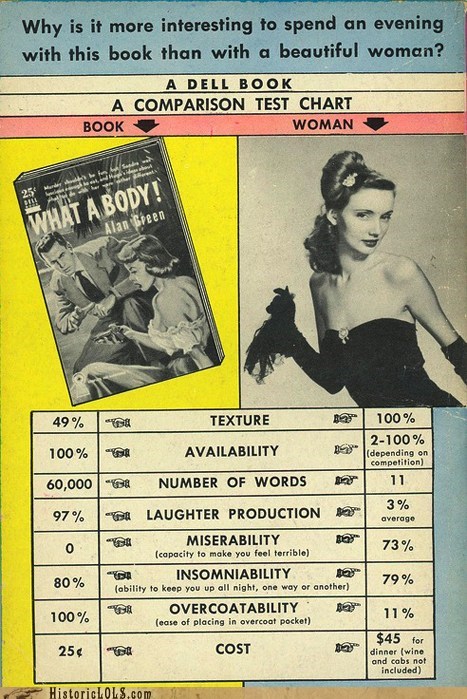 Why is it more interesting to spend an evening
with this book than with a beautiful woman?
A DELL BOOK
A COMPARISON TEST CHART
BOOK
WOMAN
25¢
WHAT A BODY!
Alan Green
49% TEXTURE 100%
100% AVAILABILITY 2-100%
(depending on
competition)
60,000 NUMBER OF WORDS 11
97% LAUGHTER PRODUCTION 3%
average
0 MISERABILITY 73%
(capacity to make you feel terrible)
80% INSOMNIABILITY 79%
(ability to keep you up all night, one way or another)
100% OVERCOATABILITY 11%
(ease of placing in overcoat pocket)
25¢ COST $45 for
dinner (wine
and cabs not
included)
HistoricLOLS.com